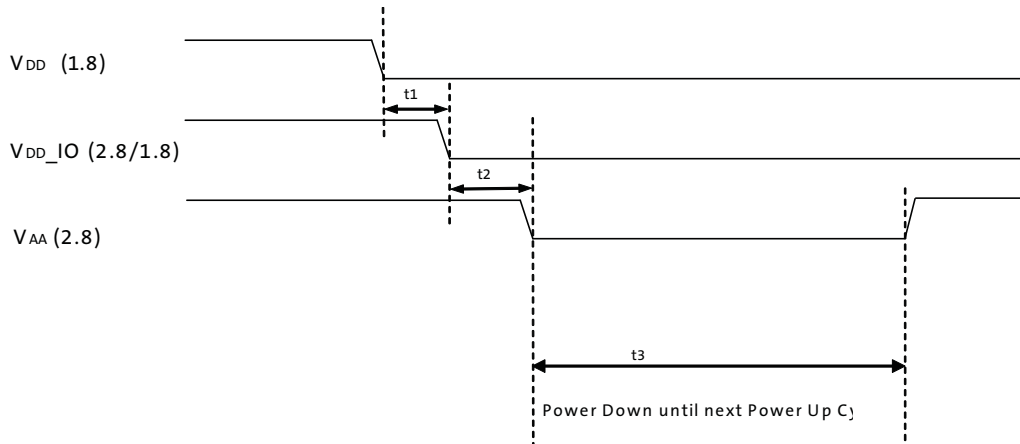 VDD (1.8)
t1
VDD_IO (2.8/1.8)
t2
VAA (2.8)
t3
Power Down until next Power Up